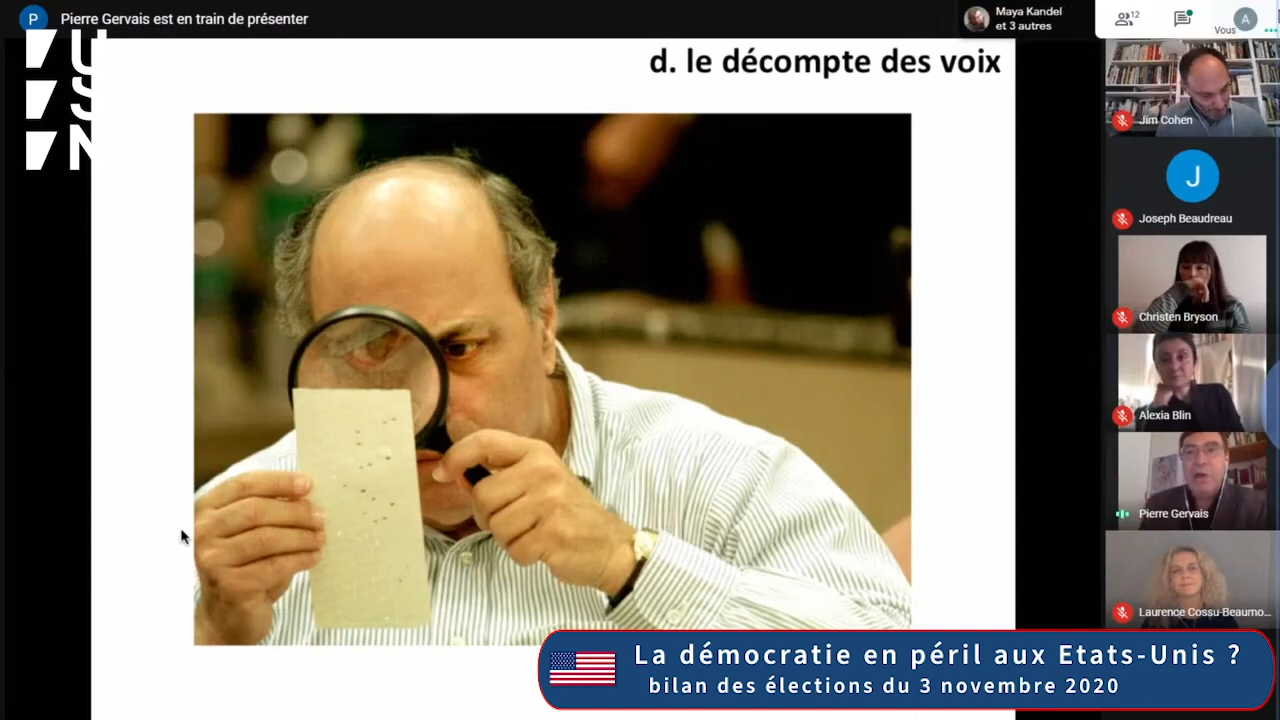 P
Pierre Gervais est en train de présenter
Maya Kandel
et 3 autres
12
Vous
A
U
S
N
d. le décompte des voix
Jim Cohen
J
Joseph Beaudreau
Christen Bryson
Alexia Blin
Pierre Gervais
Laurence Cossu-Beaumo...
La démocratie en péril aux Etats-Unis ?
bilan des élections du 3 novembre 2020